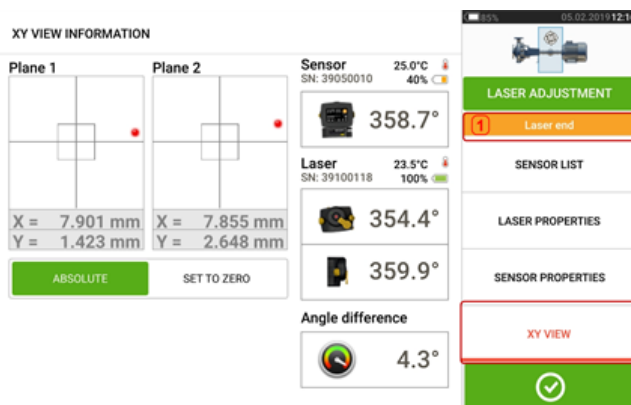 XY VIEW INFORMATION
Plane 1
X = 7.901 mm
Y = 1.423 mm
Plane 2
X = 7.855 mm
Y = 2.648 mm
ABSOLUTE
SET TO ZERO
Sensor 25.0°C
SN: 39050010 40%
358.7°
Laser 23.5°C
SN: 39100118 100%
354.4°
359.9°
Angle difference
4.3°
85% 05.02.2019
LASER ADJUSTMENT
1 Laser end
SENSOR LIST
LASER PROPERTIES
SENSOR PROPERTIES
XY VIEW